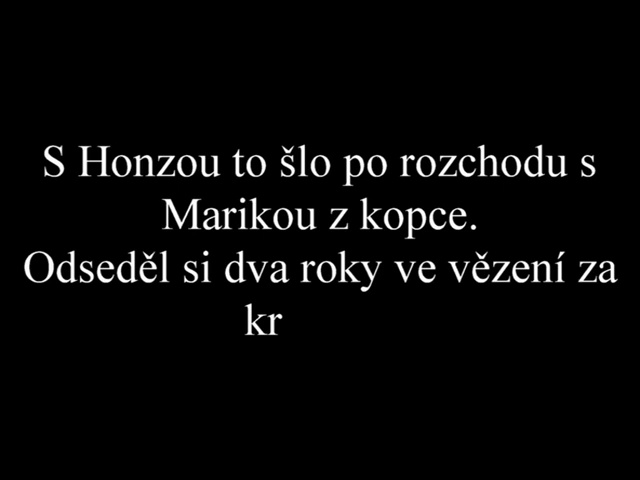 S Honzou to šlo po rozchodu s
Marikou z kopce.
Odseděl si dva roky ve vězení za
kr